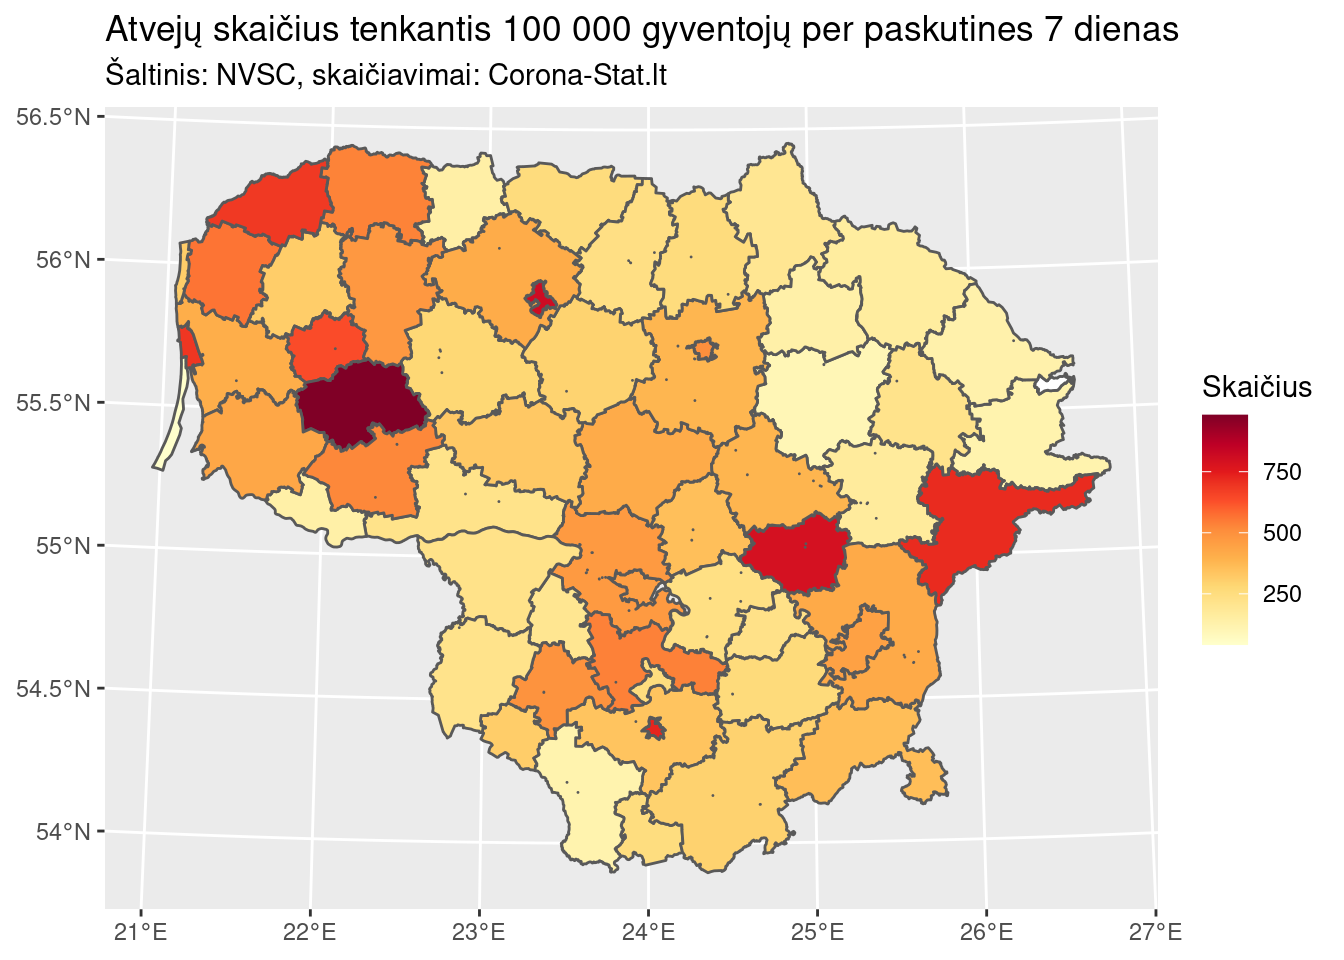 Atvejų skaičius tenkantis 100 000 gyventojų per paskutines 7 dienas
Šaltinis: NVSC, skaičiavimai: Corona-Stat.lt
56.5°N
56°N
55.5°N
55°N
54.5°N
54°N
21°E
22°E
23°E
24°E
25°E
26°E
27°E
Skaičius
750
500
250